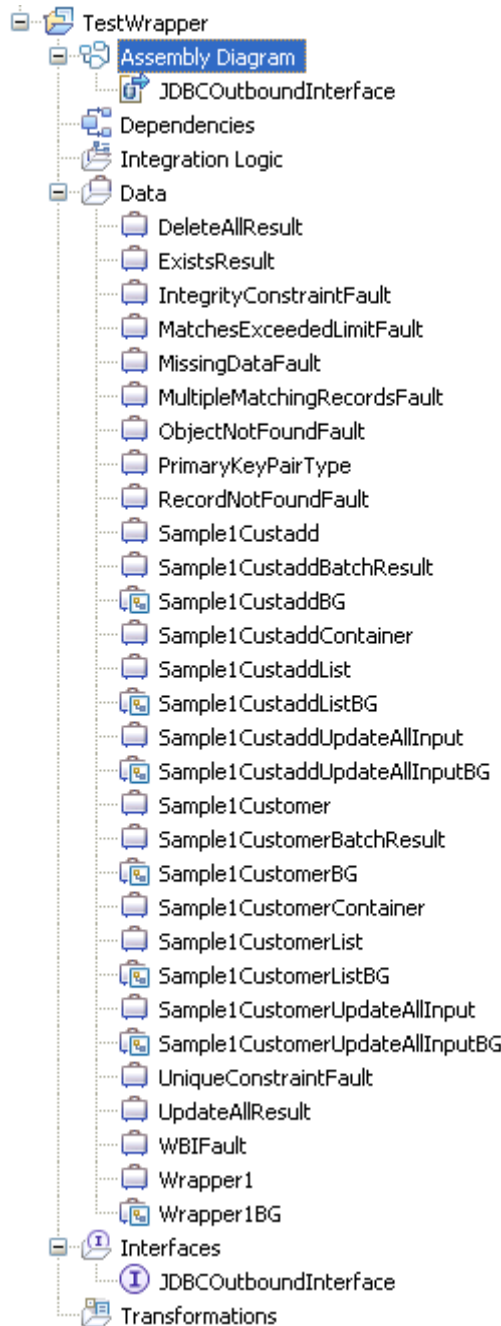 TestWrapper
Assembly Diagram
JDBCOutboundInterface
Dependencies
Integration Logic
Data
DeleteAllResult
ExistsResult
IntegrityConstraintFault
MatchesExceededLimitFault
MissingDataFault
MultipleMatchingRecordsFault
ObjectNotFoundFault
PrimaryKeyPairType
RecordNotFoundFault
Sample1Custadd
Sample1CustaddBatchResult
Sample1CustaddBG
Sample1CustaddContainer
Sample1CustaddList
Sample1CustaddListBG
Sample1CustaddUpdateAllInput
Sample1CustaddUpdateAllInputBG
Sample1Customer
Sample1CustomerBatchResult
Sample1CustomerBG
Sample1CustomerContainer
Sample1CustomerList
Sample1CustomerListBG
Sample1CustomerUpdateAllInput
Sample1CustomerUpdateAllInputBG
UniqueConstraintFault
UpdateAllResult
WBIFault
Wrapper1
Wrapper1BG
Interfaces
JDBCOutboundInterface
Transformations